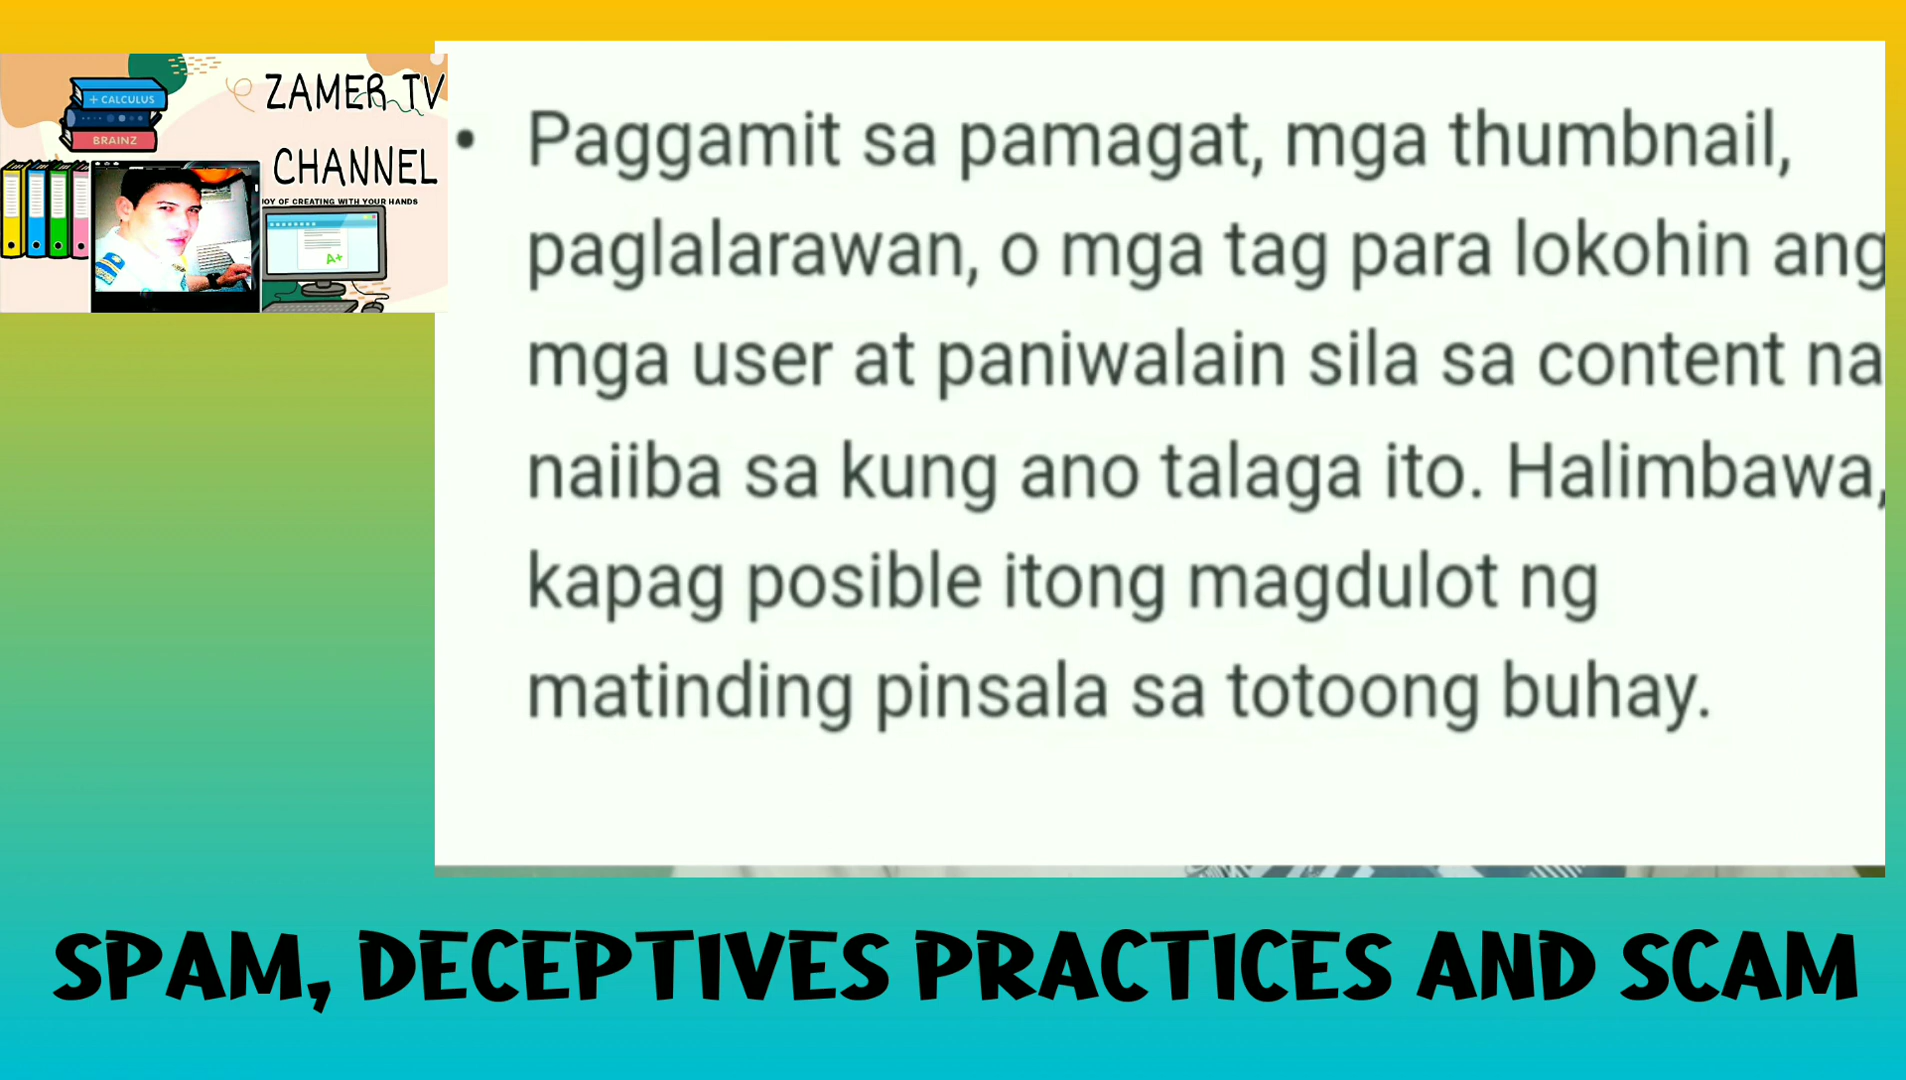 + CALCULUS
BRAINZ
ZAMER TV
CHANNEL
JOY OF CREATING WITH YOUR HANDS
A+
• Paggamit sa pamagat, mga thumbnail,
paglalarawan, o mga tag para lokohin ang
mga user at paniwalain sila sa content na
naiiba sa kung ano talaga ito. Halimbawa,
kapag posible itong magdulot ng
matinding pinsala sa totoong buhay.
SPAM, DECEPTIVES PRACTICES AND SCAM